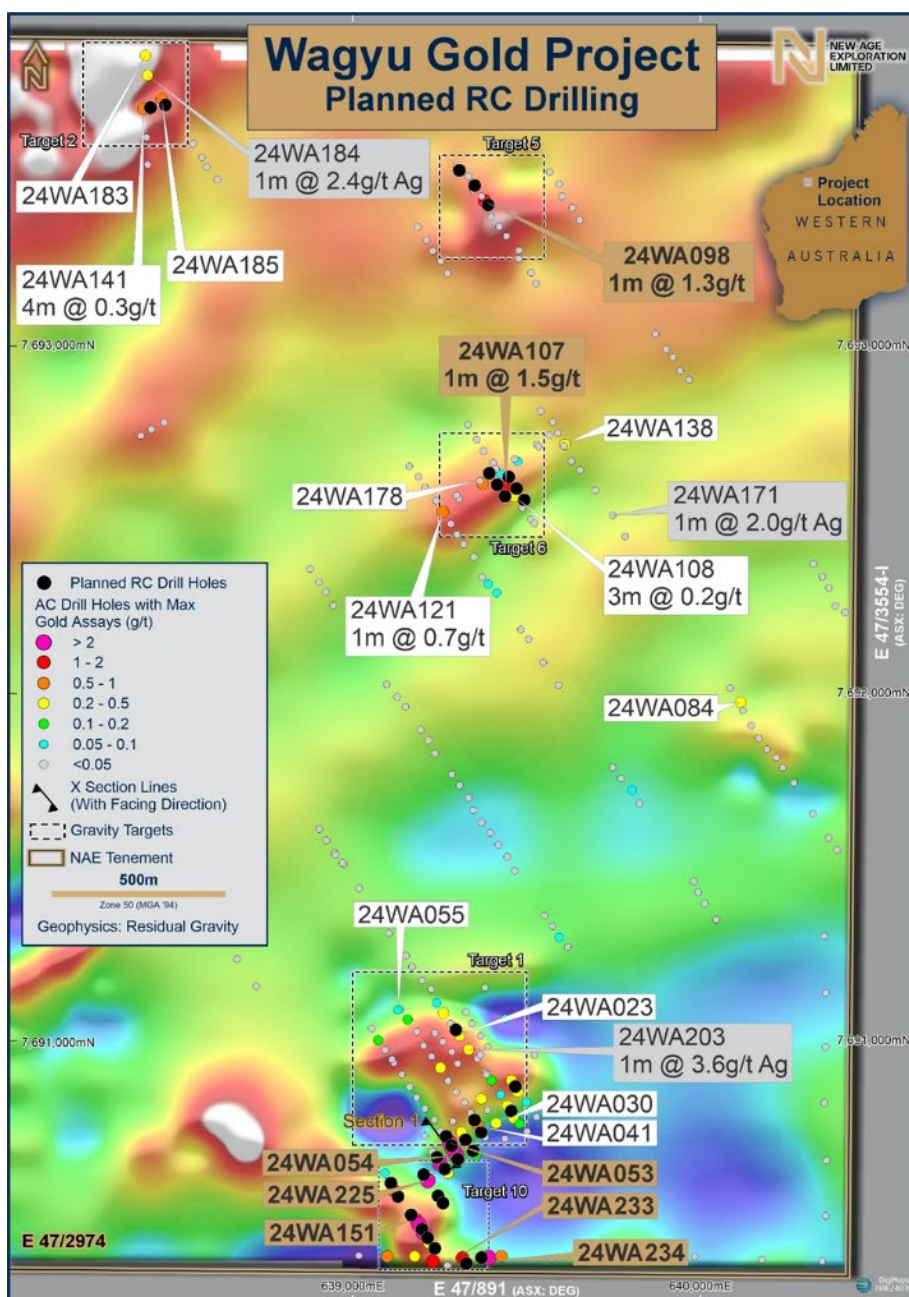 Wagyu Gold Project
Planned RC Drilling
N
NEW AGE
EXPLORATION
LIMITED
N
Target 2
24WA183
24WA184
1m @ 2.4g/t Ag
24WA185
24WA141
4m @ 0.3g/t
Target 5
24WA098
1m @ 1.3g/t
Project
Location
WESTERN
AUSTRALIA
7,693,000mN
7,693,000mN
24WA107
1m @ 1.5g/t
24WA138
24WA178
24WA171
1m @ 2.0g/t Ag
Target 6
24WA108
3m @ 0.2g/t
24WA121
1m @ 0.7g/t
E 47/3554-I
(ASX: DEG)
Planned RC Drill Holes
AC Drill Holes with Max
Gold Assays (g/t)
> 2
1 - 2
0.5 - 1
0.2 - 0.5
0.1 - 0.2
0.05 - 0.1
<0.05
X Section Lines
(With Facing Direction)
Gravity Targets
NAE Tenement
500m
Zone 50 (MGA '94)
Geophysics: Residual Gravity
7,692,000mN
24WA084
24WA055
Target 1
24WA023
7,691,000mN
7,691,000mN
24WA203
1m @ 3.6g/t Ag
24WA030
Section 1
24WA041
24WA054
24WA053
24WA225
Target 10
24WA233
24WA151
24WA234
E 47/2974
639,000mE
E 47/891 (ASX: DEG)
640,000mE
DigMaps